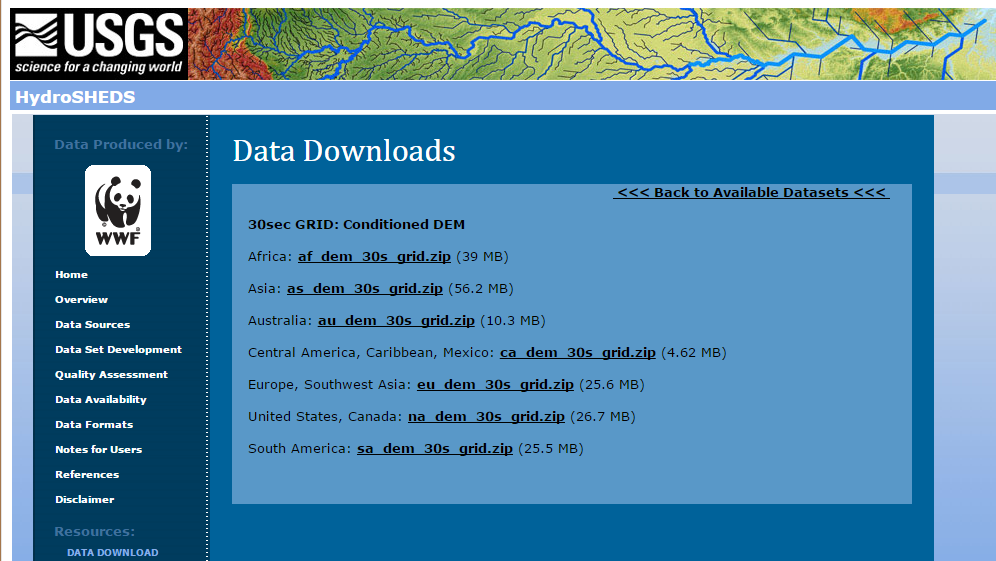 USGS
science for a changing world
HydroSHEDS
Data Produced by:
WWF
Home
Overview
Data Sources
Data Set Development
Quality Assessment
Data Availability
Data Formats
Notes for Users
References
Disclaimer
Resources:
DATA DOWNLOAD
Data Downloads
<<< Back to Available Datasets <<<
30sec GRID: Conditioned DEM
Africa: af_dem_30s_grid.zip (39 MB)
Asia: as_dem_30s_grid.zip (56.2 MB)
Australia: au_dem_30s_grid.zip (10.3 MB)
Central America, Caribbean, Mexico: ca_dem_30s_grid.zip (4.62 MB)
Europe, Southwest Asia: eu_dem_30s_grid.zip (25.6 MB)
United States, Canada: na_dem_30s_grid.zip (26.7 MB)
South America: sa_dem_30s_grid.zip (25.5 MB)